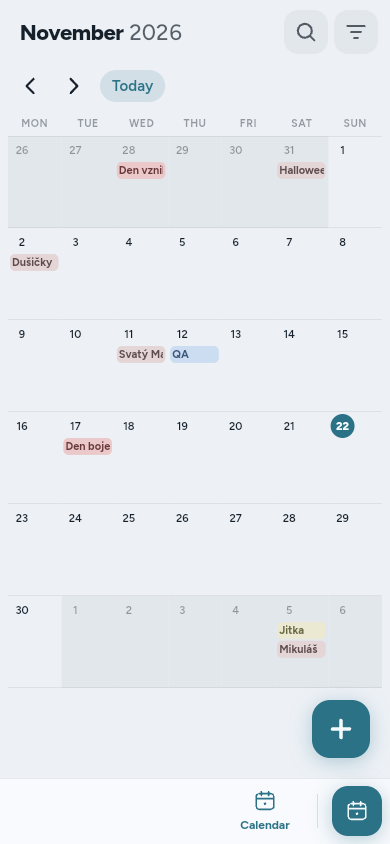 November 2026
Today
MON TUE WED THU FRI SAT SUN
26 27 28 29 30 31 1
Den vzni Hallowee
2 3 4 5 6 7 8
Dušičky
9 10 11 12 13 14 15
Svatý Ma QA
16 17 18 19 20 21 22
Den boje
23 24 25 26 27 28 29
30 1 2 3 4 5 6
Jitka
Mikuláš
Calendar